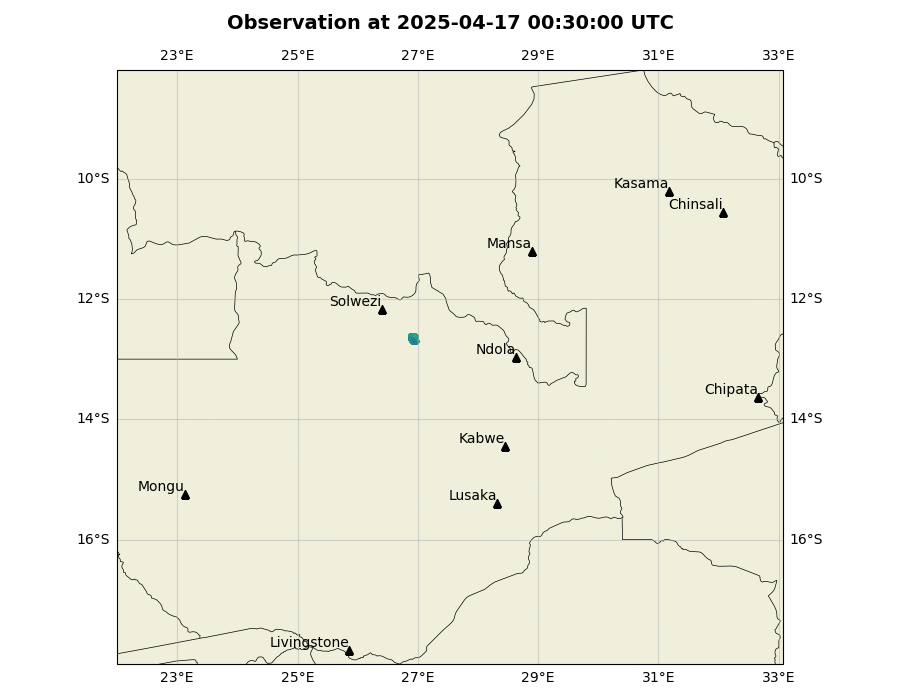 Observation at 2025-04-17 00:30:00 UTC
23°E 25°E 27°E 29°E 31°E 33°E
10°S 10°S
Kasama
Chinsali
Mansa
12°S 12°S
Solwezi
Ndola
Chipata
14°S 14°S
Kabwe
Mongu
Lusaka
16°S 16°S
Livingstone
23°E 25°E 27°E 29°E 31°E 33°E